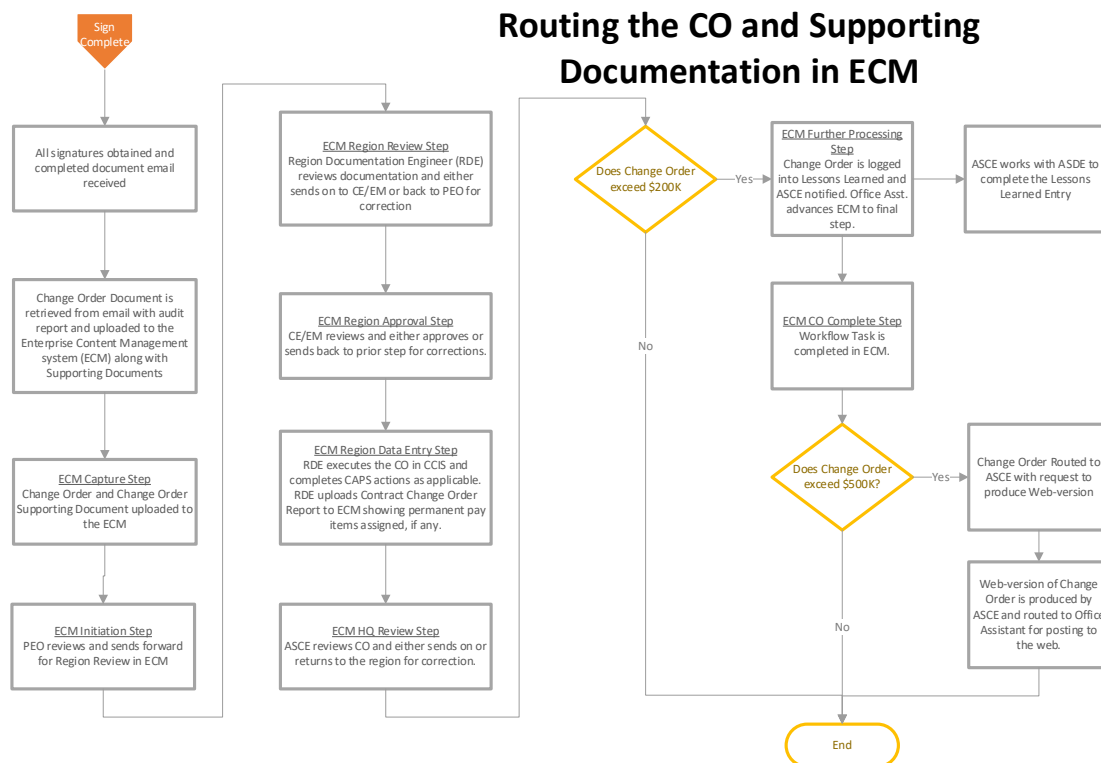 Routing the CO and Supporting
Documentation in ECM
Sign
Complete
All signatures obtained and
completed document email
received
Change Order Document is
retrieved from email with audit
report and uploaded to the
Enterprise Content Management
system (ECM) along with
Supporting Documents
ECM Capture Step
Change Order and Change Order
Supporting Document uploaded
to the ECM
ECM Initiation Step
PEO reviews and sends forward
for Region Review in ECM
ECM Region Review Step
Region Documentation Engineer (RDE)
reviews documentation and either
sends on to CE/EM or back to PEO for
correction
ECM Region Approval Step
CE/EM reviews and either approves or
sends back to prior step for corrections.
ECM Region Data Entry Step
RDE executes the CO in CCIS and
completes CAPS actions as applicable.
RDE uploads Contract Change Order
Report to ECM showing permanent pay
items assigned, if any.
ECM HQ Review Step
ASCE reviews CO and either sends on or
returns to the region for correction.
Does Change Order
exceed $200K
Yes
No
ECM Further Processing
Step
Change Order is logged
into Lessons Learned and
ASCE notified. Office Asst.
advances ECM to final
step.
ASCE works with ASDE to
complete the Lessons
Learned Entry
ECM CO Complete Step
Workflow Task is
completed in ECM.
Does Change Order
exceed $500K?
Yes
No
Change Order Routed to
ASCE with request to
produce Web-version
Web-version of Change
Order is produced by
ASCE and routed to Office
Assistant for posting to
the web.
End